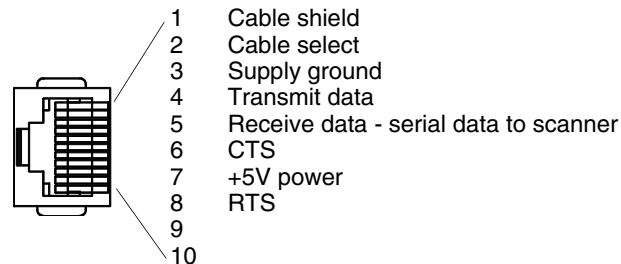 1 Cable shield
2 Cable select
3 Supply ground
4 Transmit data
5 Receive data - serial data to scanner
6 CTS
7 +5V power
8 RTS
9
10